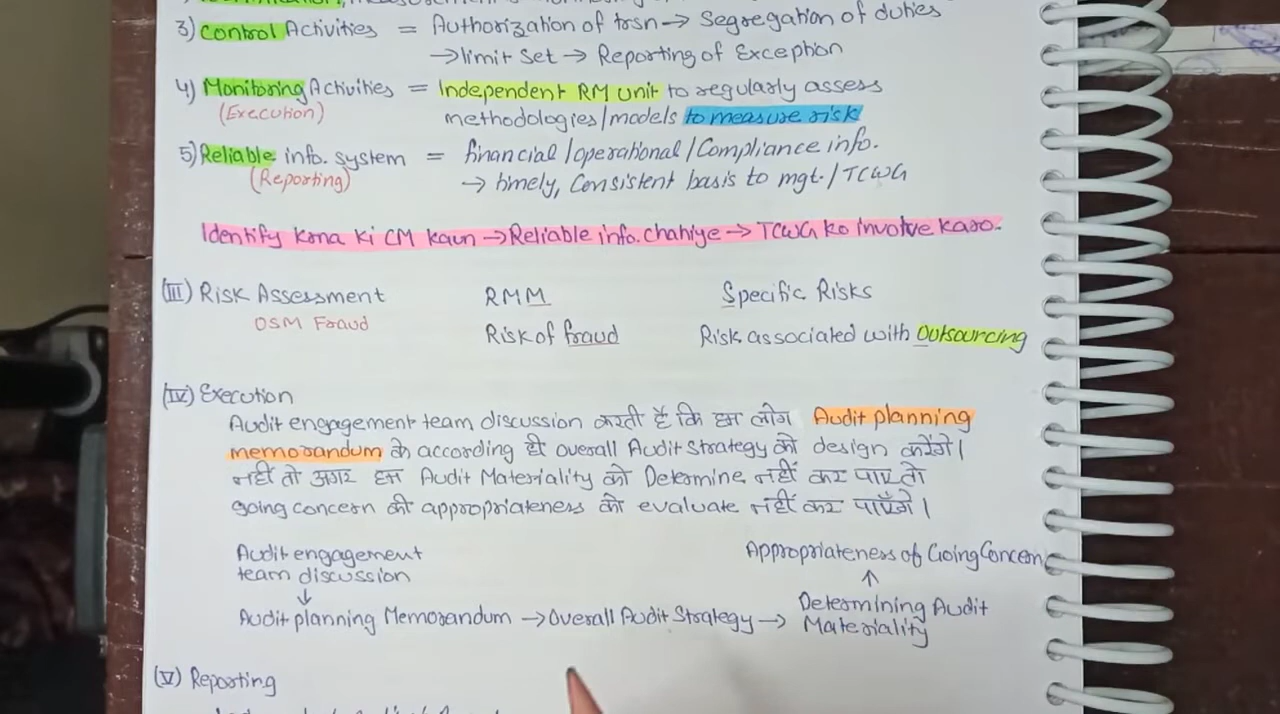 3) Control Activities = Authorization of trsn → Segregation of duties
→ limit set → Reporting of Exception
4) Monitoring Activities = Independent RM unit to regularly assess
(Execution) methodologies/models to measure risk
5) Reliable info. system = financial/operational/Compliance info.
(Reporting) → timely, Consistent basis to mgt./TCWG
Identify Krna Ki CM kaun → Reliable info. chahiye → TCWG ko involve karo.
(III) Risk Assessment RMM Specific Risks
OSM Fraud Risk of fraud Risk associated with Outsourcing
(IV) Execution
Audit engagement team discussion करती है कि हम लोग Audit planning
memorandum के according ही overall Audit Strategy को design करेंगे।
नहीं तो अगर हम Audit Materiality को Determine नहीं कर पाए तो
going concern की appropriateness को evaluate नहीं कर पाएँगे।
Audit engagement
team discussion
↓
Audit planning Memorandum → Overall Audit Strategy → Determining Audit Materiality
↑
Appropriateness of Going Concern
(V) Reporting